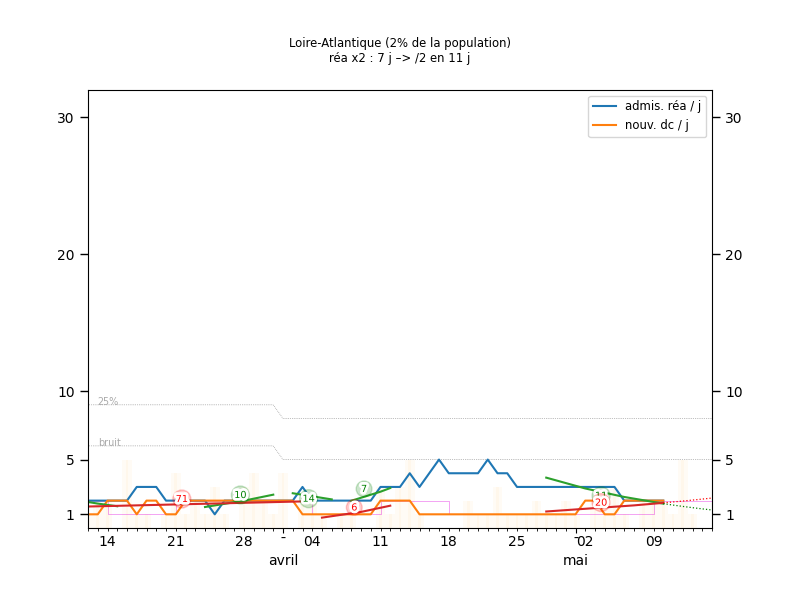 Loire-Atlantique (2% de la population)
réa x2 : 7 j –> /2 en 11 j
admis. réa / j
nouv. dc / j
30 30
20 20
10 10
25%
bruit
5 5
71 10 14 7 6 20
1 1
14 21 28 - 04 11 18 25 - 02 09
avril mai